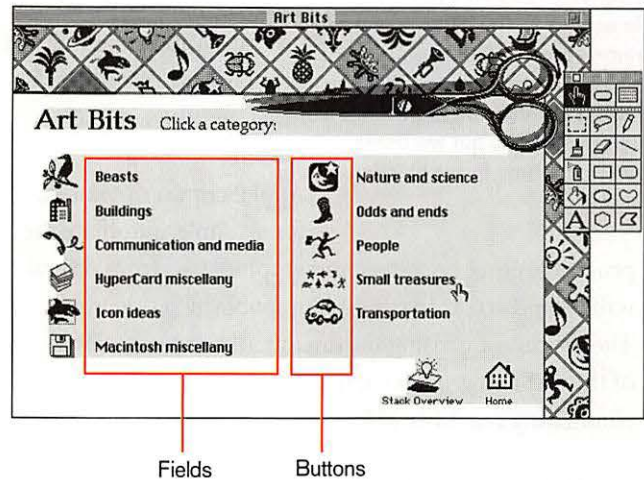 Art Bits
Art Bits Click a category:
Beasts
Buildings
Communication and media
HyperCard miscellany
Icon ideas
Macintosh miscellany
Nature and science
Odds and ends
People
Small treasures
Transportation
Stack Overview
Home
A
Fields
Buttons